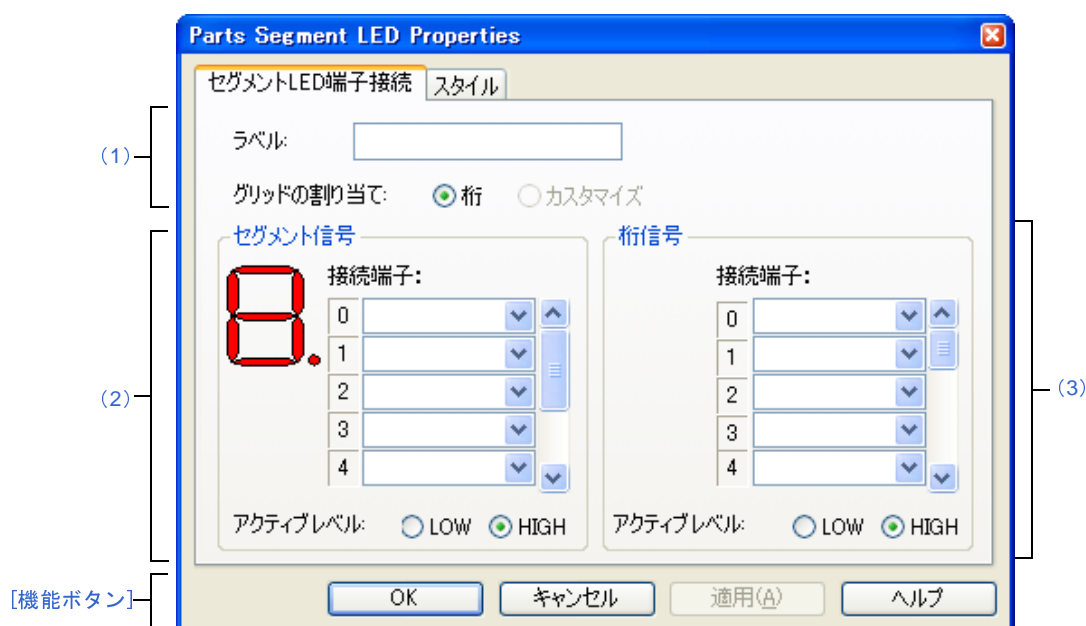 Parts Segment LED Properties
セグメントLED端子接続 スタイル
(1)
ラベル:
グリッドの割り当て: 桁 カスタマイズ
(2)
セグメント信号
接続端子:
0
1
2
3
4
アクティブレベル: LOW HIGH
(3)
桁信号
接続端子:
0
1
2
3
4
アクティブレベル: LOW HIGH
[機能ボタン]
OK キャンセル 適用(A) ヘルプ